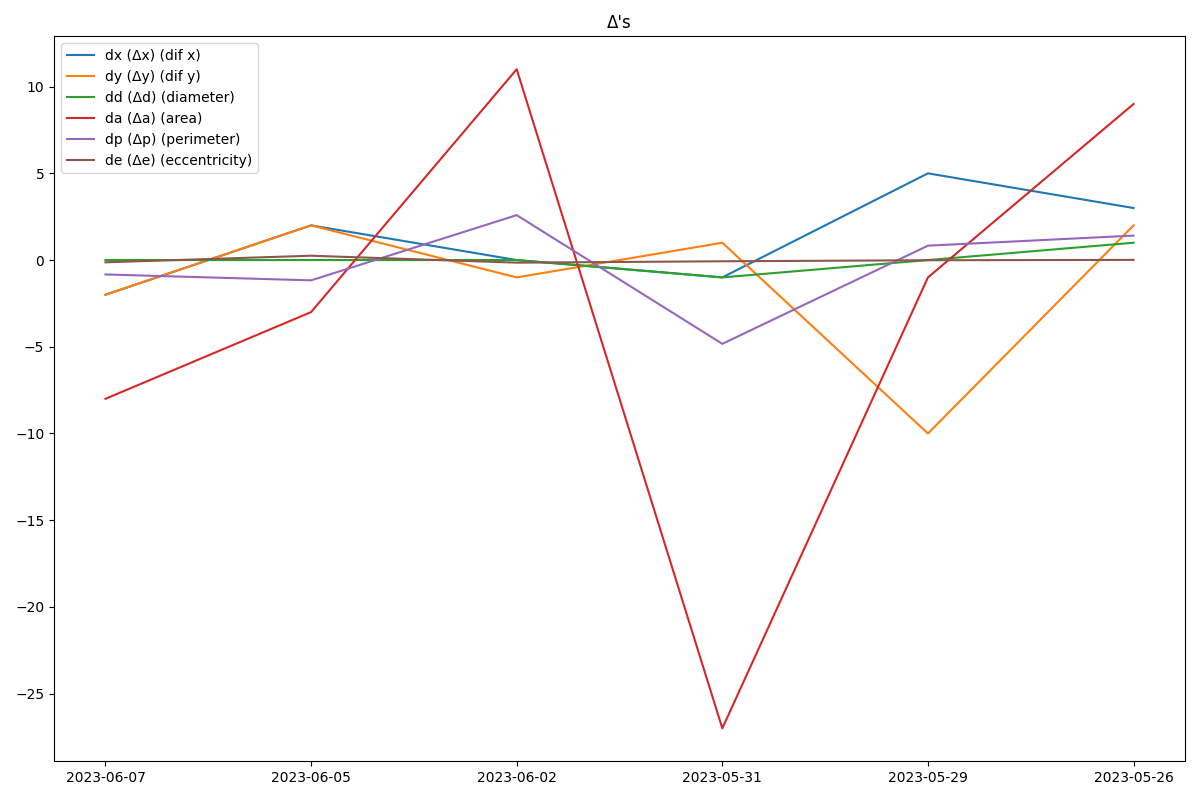 Δ's
dx (Δx) (dif x)
dy (Δy) (dif y)
dd (Δd) (diameter)
da (Δa) (area)
dp (Δp) (perimeter)
de (Δe) (eccentricity)
10
5
0
−5
−10
−15
−20
−25
2023-06-07 2023-06-05 2023-06-02 2023-05-31 2023-05-29 2023-05-26